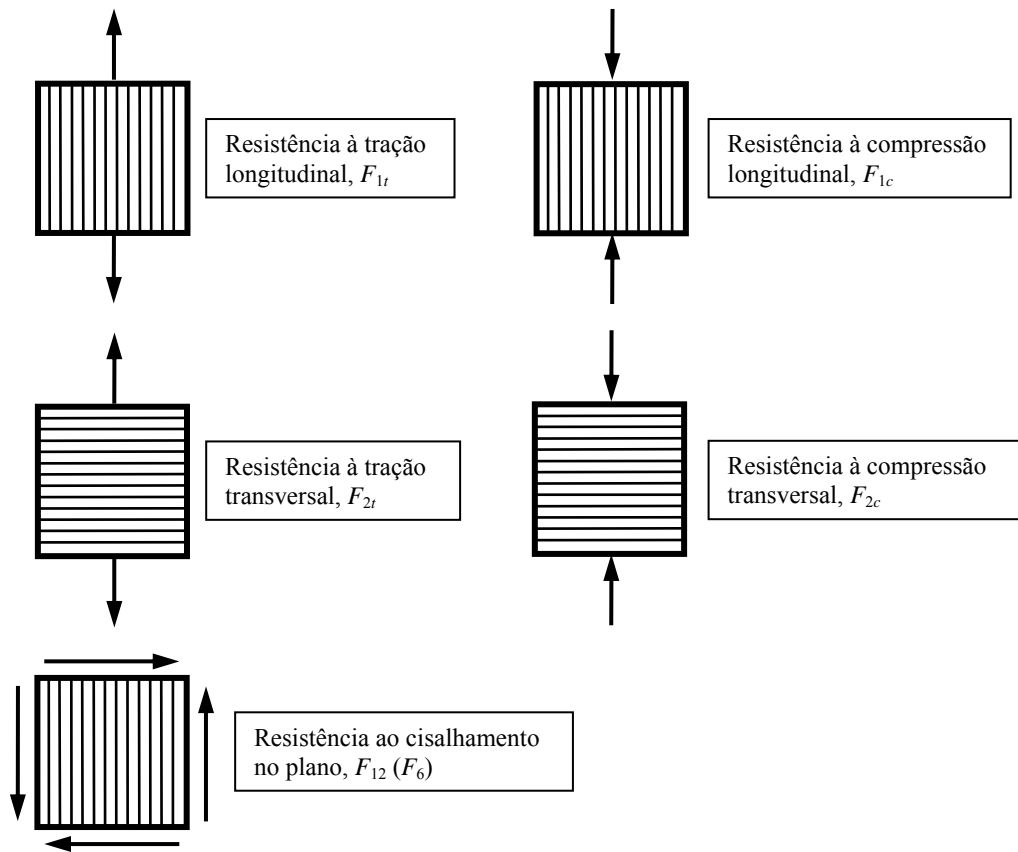 Resistência à tração
longitudinal, F1t
Resistência à compressão
longitudinal, F1c
Resistência à tração
transversal, F2t
Resistência à compressão
transversal, F2c
Resistência ao cisalhamento
no plano, F12 (F6)